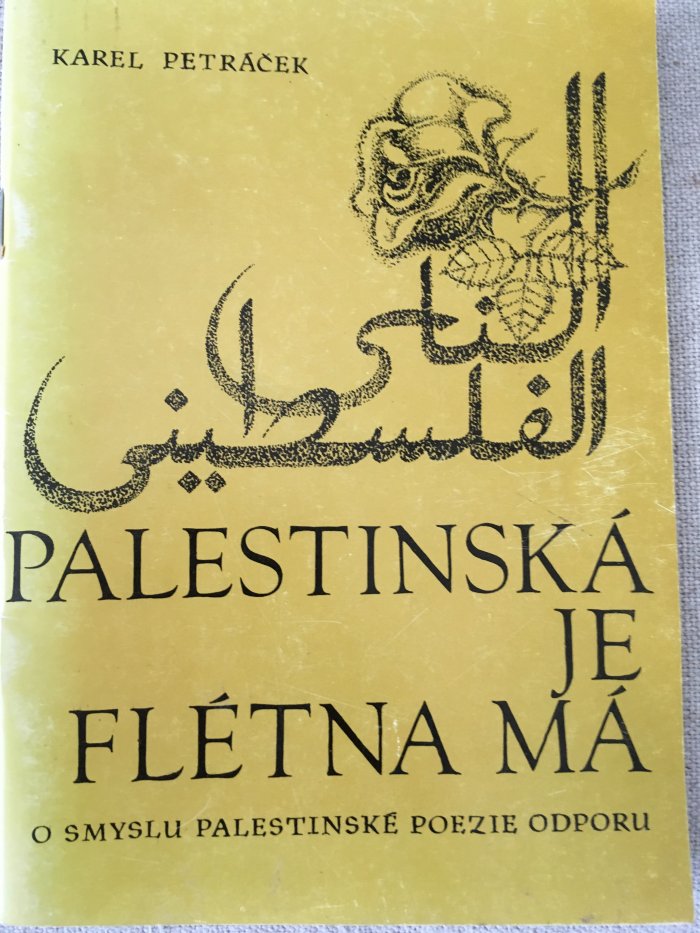 KAREL PETRÁČEK
الناي
الفلسطيني
PALESTINSKÁ
JE
FLÉTNA MÁ
O SMYSLU PALESTINSKÉ POEZIE ODPORU